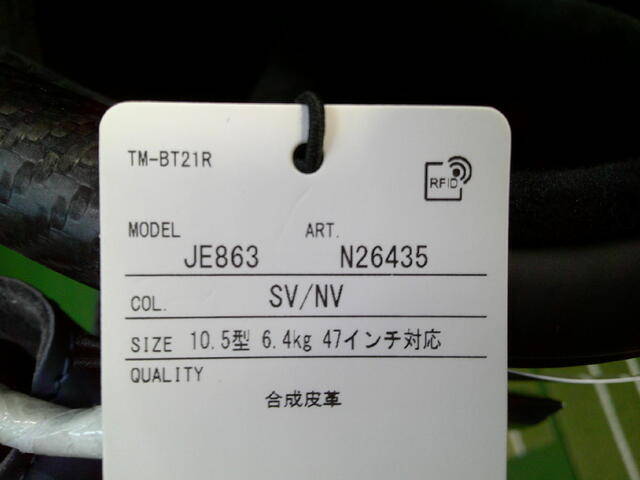 TM-BT21R
RFID
MODEL ART.
JE863 N26435
COL. SV/NV
SIZE 10.5型 6.4kg 47インチ対応
QUALITY
合成皮革